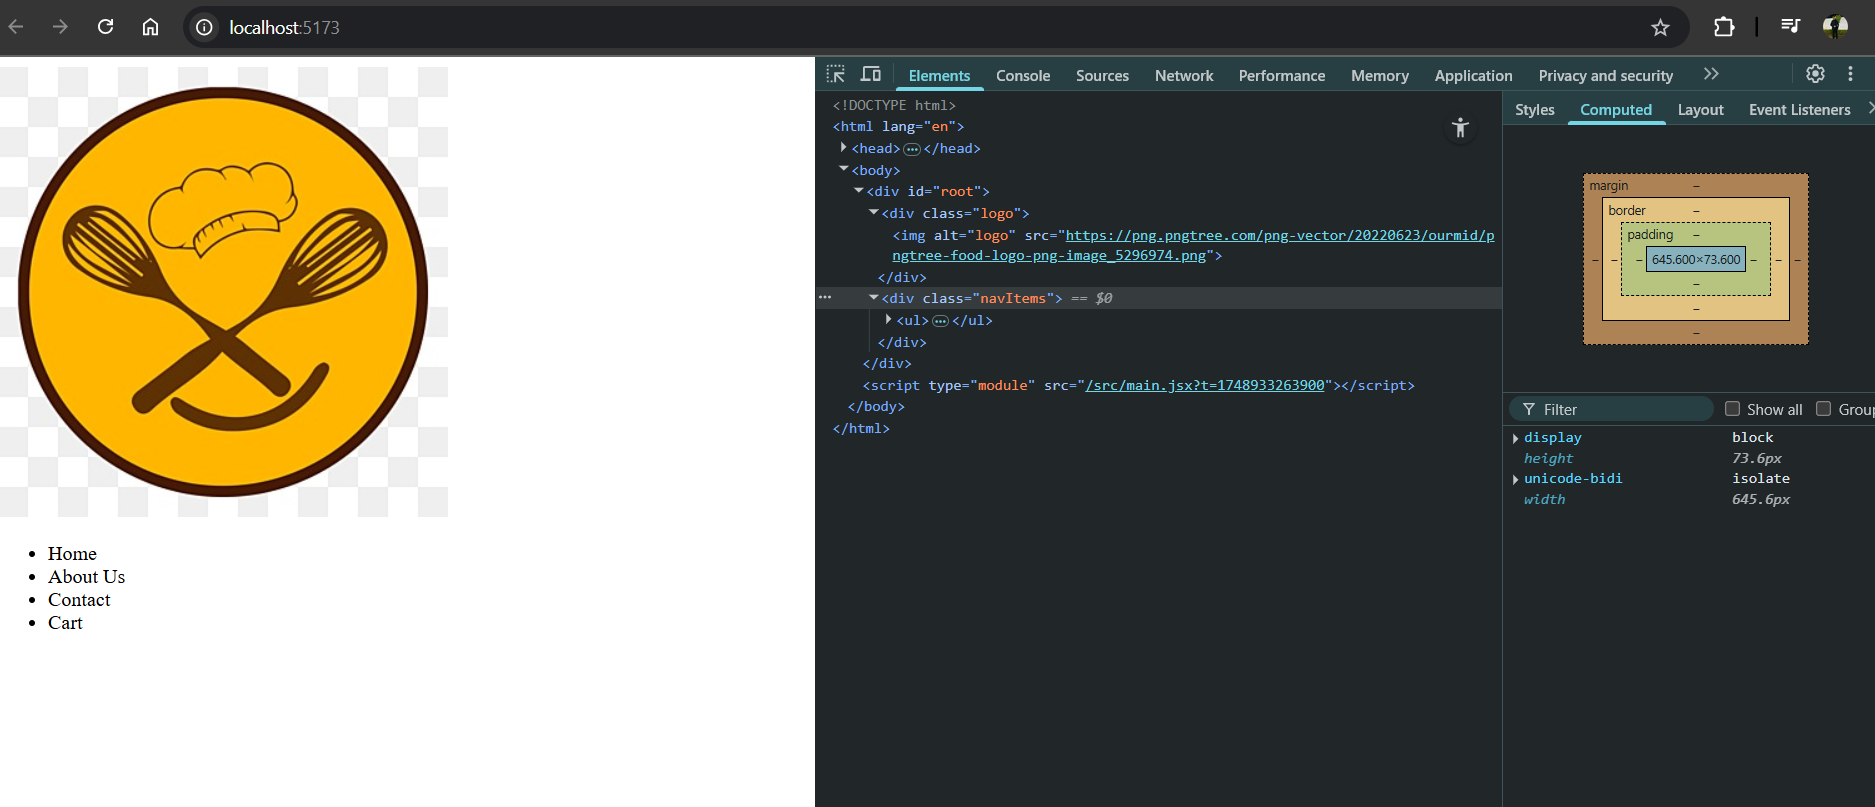 localhost:5173
Home
About Us
Contact
Cart
Elements Console Sources Network Performance Memory Application Privacy and security
<!DOCTYPE html>
<html lang="en">
<head> ••• </head>
<body>
<div id="root">
<div class="logo">
<img alt="logo" src="https://png.pngtree.com/png-vector/20220623/ourmid/p
ngtree-food-logo-png-image_5296974.png">
</div>
<div class="navItems"> == $0
<ul> ••• </ul>
</div>
</div>
<script type="module" src="/src/main.jsx?t=1748933263900"></script>
</body>
</html>
Styles Computed Layout Event Listeners
margin –
border –
padding –
– – – 645.600×73.600 – – –
–
–
–
Filter Show all Grou
display block
height 73.6px
unicode-bidi isolate
width 645.6px